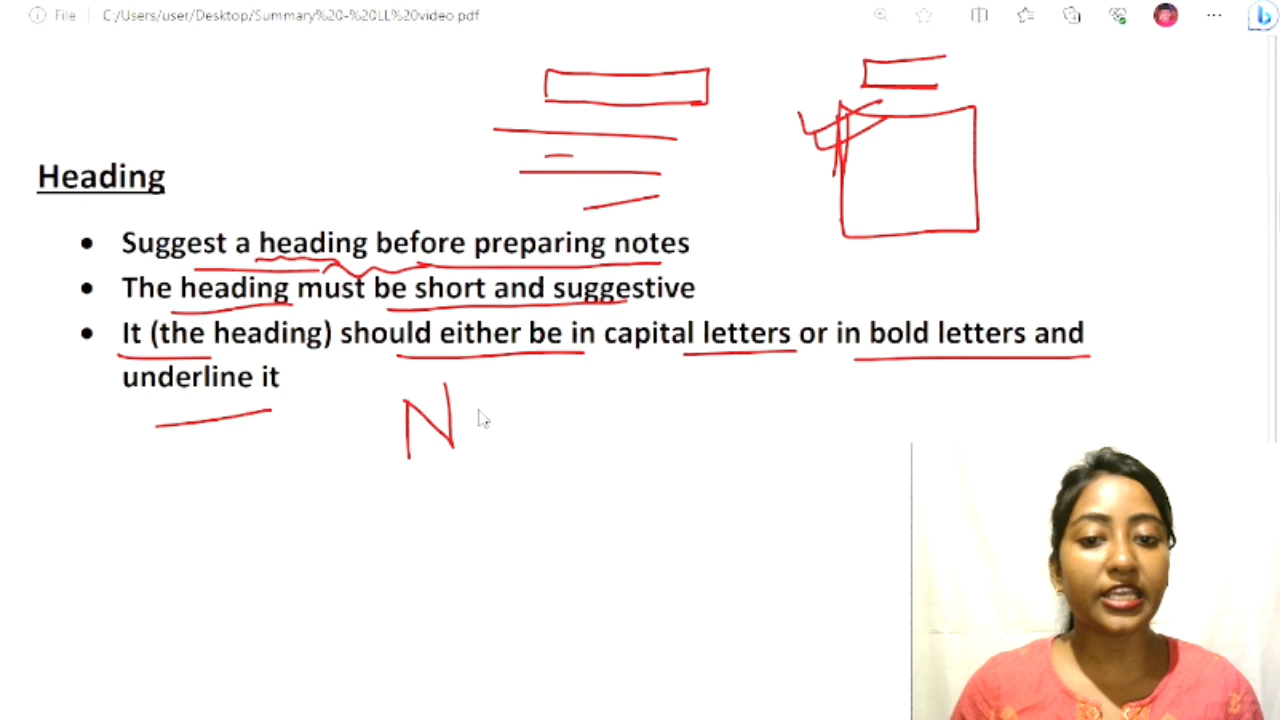 File
C:/Users/user/Desktop/Summary%20-%20LL%20video.pdf
Heading
• Suggest a heading before preparing notes
• The heading must be short and suggestive
• It (the heading) should either be in capital letters or in bold letters and
underline it
N